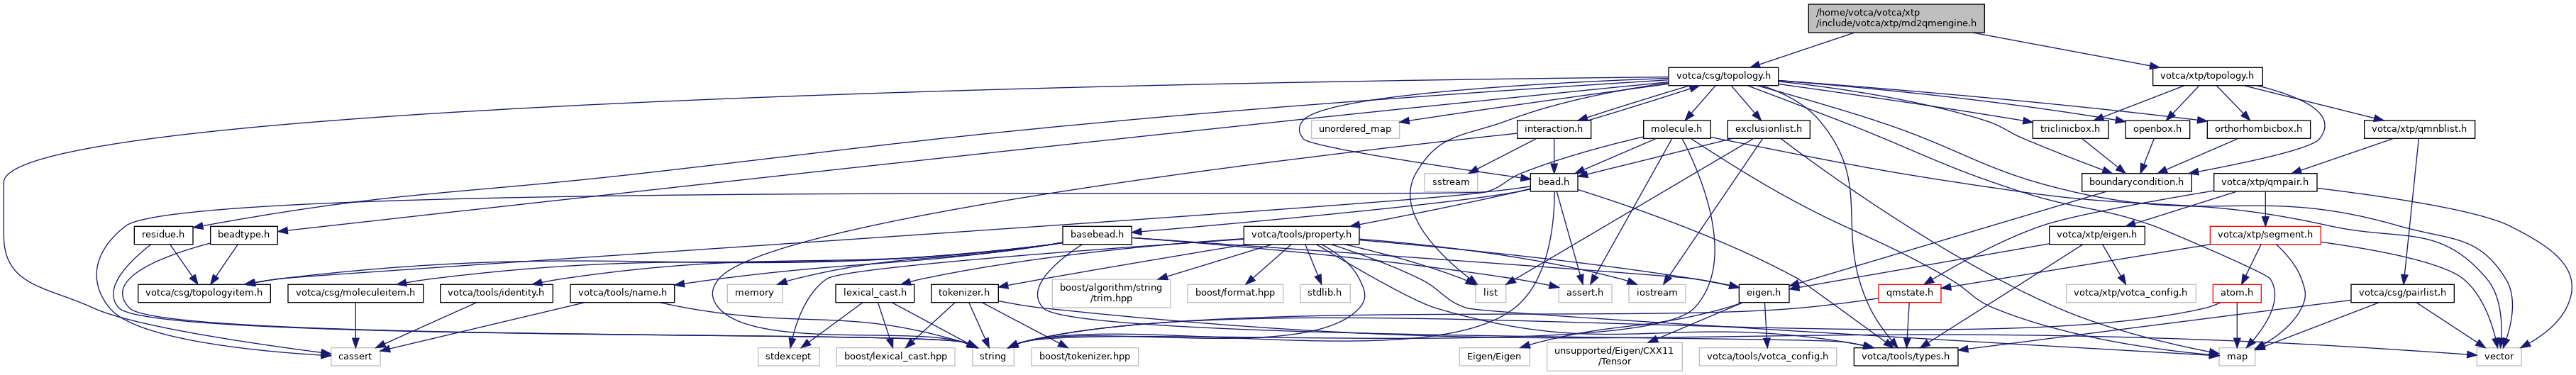 /home/votca/votca/xtp
/include/votca/xtp/md2qmengine.h
votca/csg/topology.h
votca/xtp/topology.h
unordered_map
interaction.h
molecule.h
exclusionlist.h
triclinicbox.h
openbox.h
orthorhombicbox.h
votca/xtp/qmnblist.h
sstream
bead.h
boundarycondition.h
votca/xtp/qmpair.h
residue.h
beadtype.h
basebead.h
votca/tools/property.h
votca/xtp/eigen.h
votca/xtp/segment.h
votca/csg/topologyitem.h
votca/csg/moleculeitem.h
votca/tools/identity.h
votca/tools/name.h
memory
lexical_cast.h
tokenizer.h
boost/algorithm/string
/trim.hpp
boost/format.hpp
stdlib.h
list
assert.h
iostream
eigen.h
qmstate.h
votca/xtp/votca_config.h
atom.h
votca/csg/pairlist.h
cassert
stdexcept
boost/lexical_cast.hpp
string
boost/tokenizer.hpp
Eigen/Eigen
unsupported/Eigen/CXX11
/Tensor
votca/tools/votca_config.h
votca/tools/types.h
map
vector